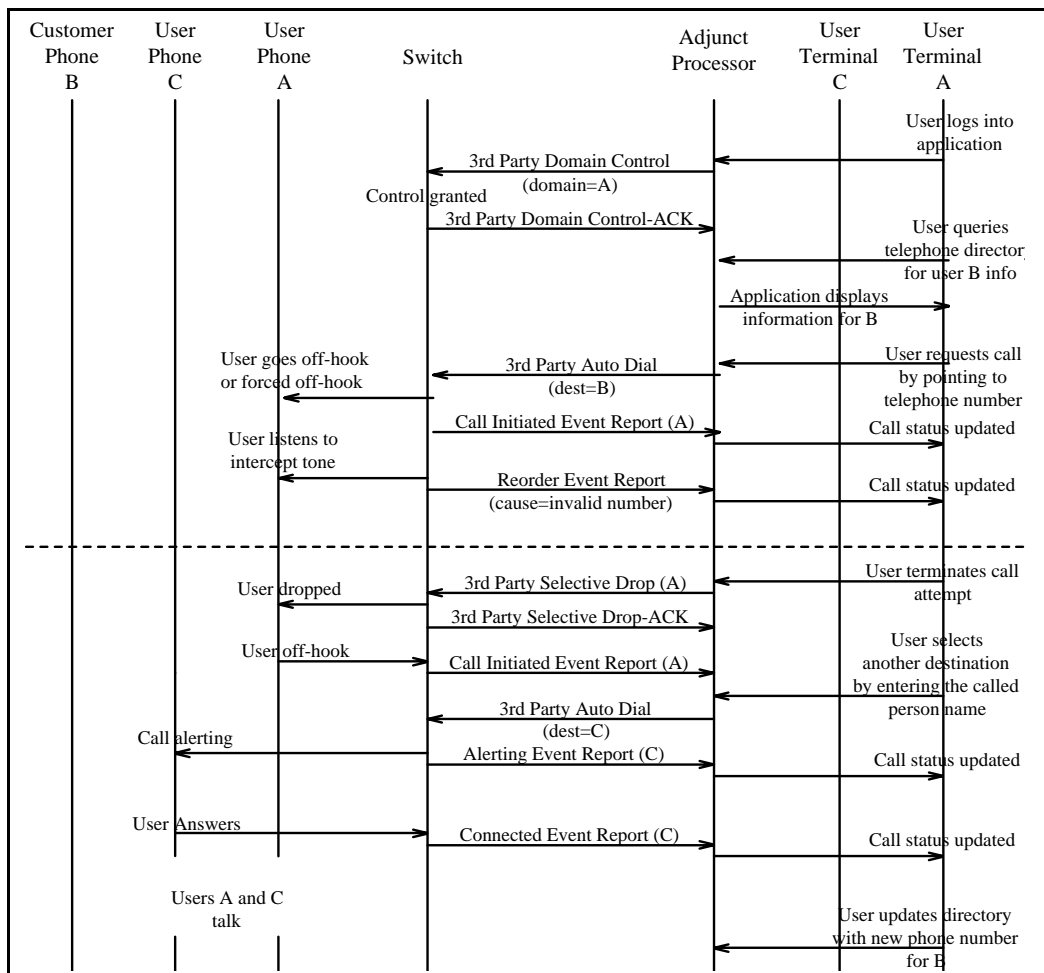 Customer
Phone
B
User
Phone
C
User
Phone
A
Switch
Adjunct
Processor
User
Terminal
C
User
Terminal
A
User logs into
application
3rd Party Domain Control
(domain=A)
Control granted
3rd Party Domain Control-ACK
User queries
telephone directory
for user B info
Application displays
information for B
User goes off-hook
or forced off-hook
3rd Party Auto Dial
(dest=B)
User requests call
by pointing to
telephone number
Call Initiated Event Report (A)
Call status updated
User listens to
intercept tone
Reorder Event Report
(cause=invalid number)
Call status updated
User terminates call
attempt
3rd Party Selective Drop (A)
User dropped
3rd Party Selective Drop-ACK
User off-hook
Call Initiated Event Report (A)
User selects
another destination
by entering the called
person name
3rd Party Auto Dial
(dest=C)
Call alerting
Alerting Event Report (C)
Call status updated
User Answers
Connected Event Report (C)
Call status updated
Users A and C
talk
User updates directory
with new phone number
for B